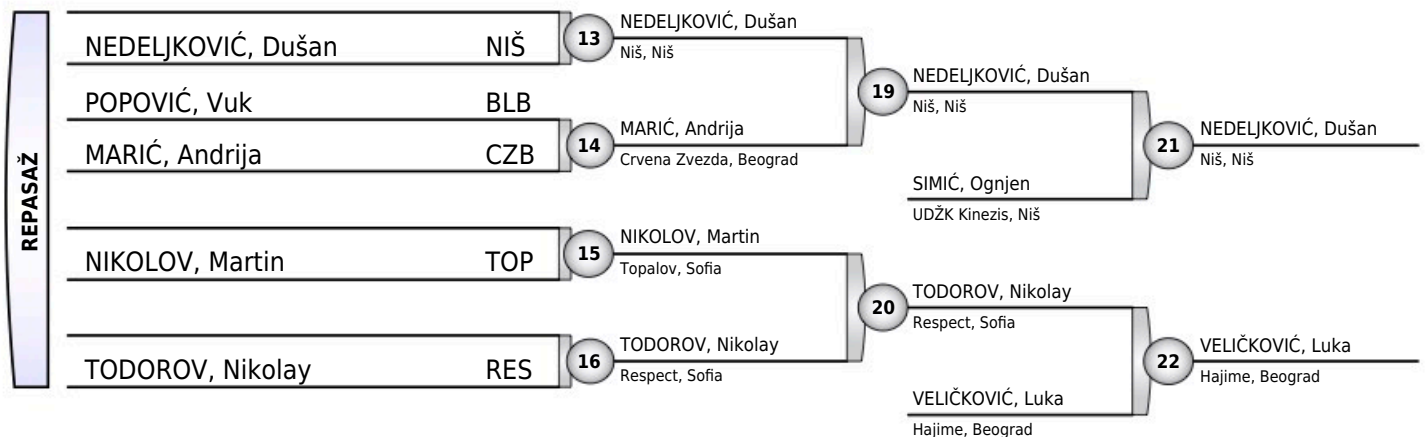 REPASAŽ
NEDELJKOVIĆ, Dušan NIŠ
POPOVIĆ, Vuk BLB
MARIĆ, Andrija CZB
NIKOLOV, Martin TOP
TODOROV, Nikolay RES
13
NEDELJKOVIĆ, Dušan
Niš, Niš
14
MARIĆ, Andrija
Crvena Zvezda, Beograd
15
NIKOLOV, Martin
Topalov, Sofia
16
TODOROV, Nikolay
Respect, Sofia
19
NEDELJKOVIĆ, Dušan
Niš, Niš
SIMIĆ, Ognjen
UDŽK Kinezis, Niš
20
TODOROV, Nikolay
Respect, Sofia
VELIČKOVIĆ, Luka
Hajime, Beograd
21
NEDELJKOVIĆ, Dušan
Niš, Niš
22
VELIČKOVIĆ, Luka
Hajime, Beograd